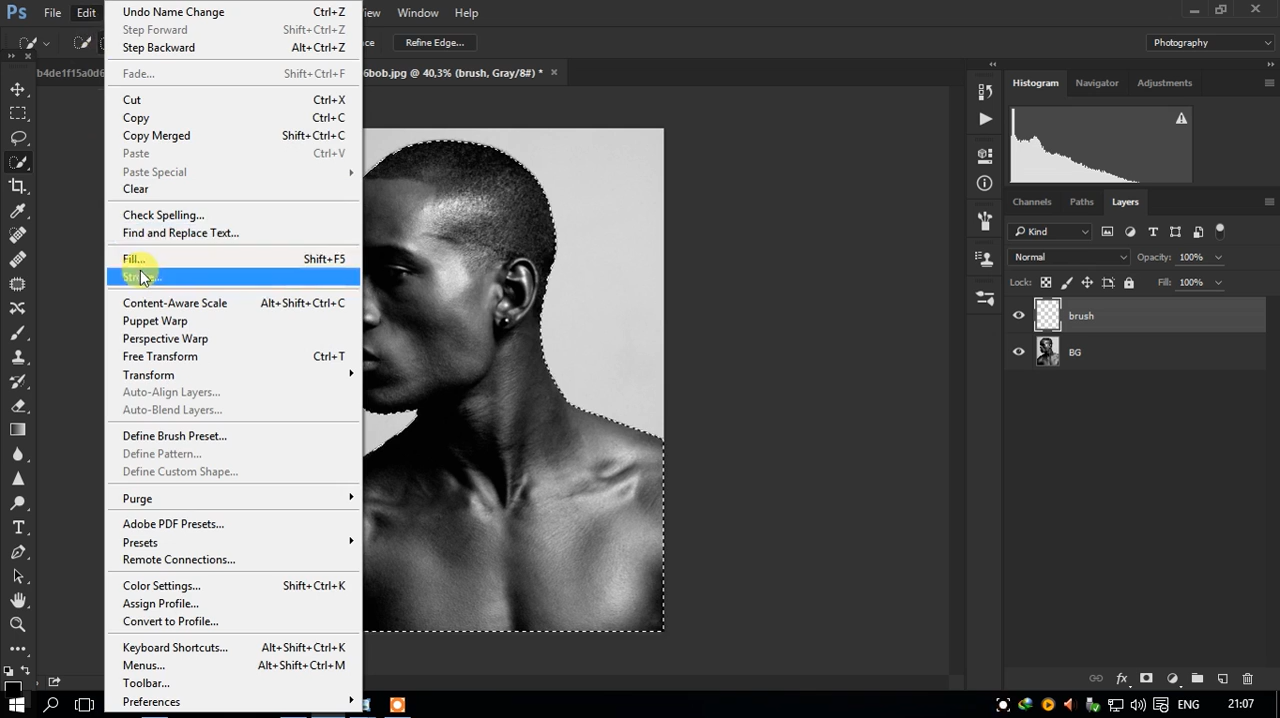 Ps File Edit iew Window Help
ce Refine Edge... Photography
b4de1f15a0d6 6bob.jpg @ 40,3% (brush, Gray/8#) *
Undo Name Change Ctrl+Z
Step Forward Shift+Ctrl+Z
Step Backward Alt+Ctrl+Z
Fade... Shift+Ctrl+F
Cut Ctrl+X
Copy Ctrl+C
Copy Merged Shift+Ctrl+C
Paste Ctrl+V
Paste Special
Clear
Check Spelling...
Find and Replace Text...
Fill... Shift+F5
Stroke...
Content-Aware Scale Alt+Shift+Ctrl+C
Puppet Warp
Perspective Warp
Free Transform Ctrl+T
Transform
Auto-Align Layers...
Auto-Blend Layers...
Define Brush Preset...
Define Pattern...
Define Custom Shape...
Purge
Adobe PDF Presets...
Presets
Remote Connections...
Color Settings... Shift+Ctrl+K
Assign Profile...
Convert to Profile...
Keyboard Shortcuts... Alt+Shift+Ctrl+K
Menus... Alt+Shift+Ctrl+M
Toolbar...
Preferences
Histogram Navigator Adjustments
Channels Paths Layers
Kind
Normal Opacity: 100%
Lock: Fill: 100%
brush
BG
ENG 21:07